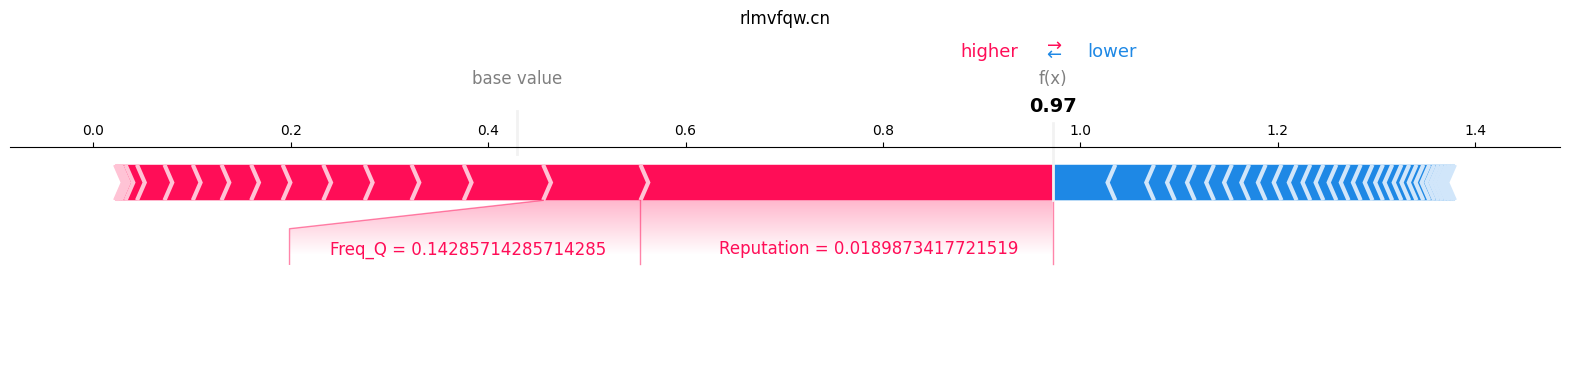 rlmvfqw.cn
higher → ← lower
base value f(x)
0.97
0.0 0.2 0.4 0.6 0.8 1.0 1.2 1.4
Freq_Q = 0.14285714285714285 Reputation = 0.0189873417721519